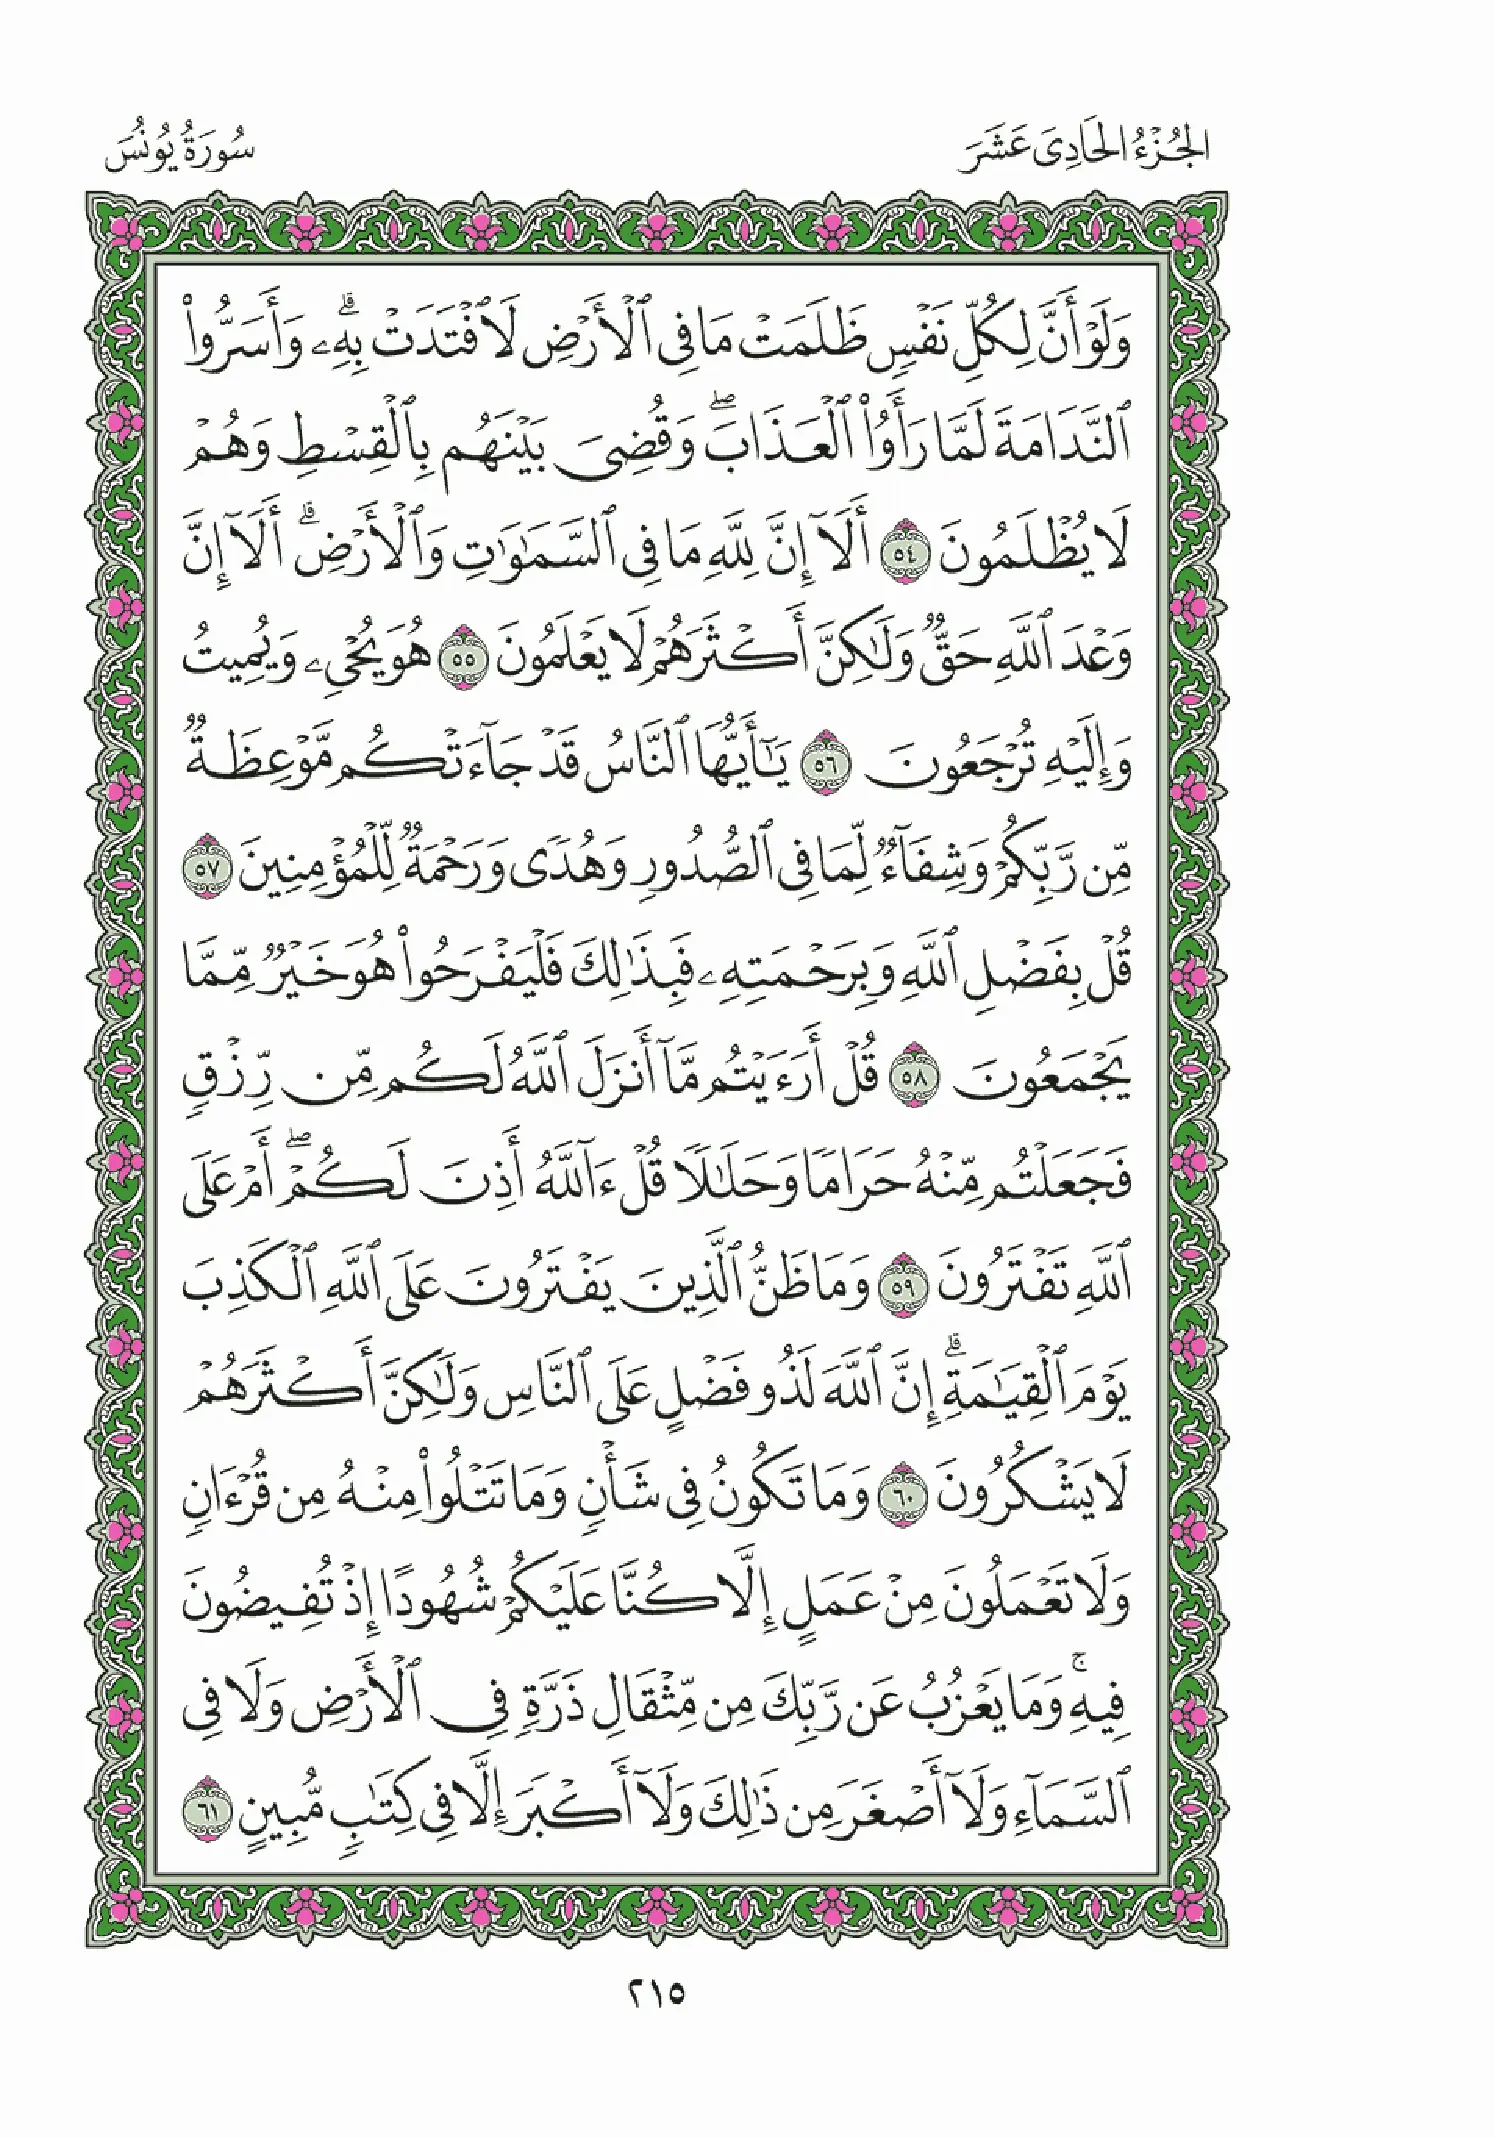 الجُزْءُ الحَادِى عَشَرَ
سُورَةُ يُونُسَ
وَلَوْ أَنَّ لِكُلِّ نَفْسٍ ظَلَمَتْ مَا فِى ٱلْأَرْضِ لَٱفْتَدَتْ بِهِۦۗ وَأَسَرُّوا۟
ٱلنَّدَامَةَ لَمَّا رَأَوُا۟ ٱلْعَذَابَۖ وَقُضِىَ بَيْنَهُم بِٱلْقِسْطِ وَهُمْ
لَا يُظْلَمُونَ ٥٤ أَلَآ إِنَّ لِلَّهِ مَا فِى ٱلسَّمَٰوَٰتِ وَٱلْأَرْضِۗ أَلَآ إِنَّ
وَعْدَ ٱللَّهِ حَقٌّ وَلَٰكِنَّ أَكْثَرَهُمْ لَا يَعْلَمُونَ ٥٥ هُوَ يُحْىِۦ وَيُمِيتُ
وَإِلَيْهِ تُرْجَعُونَ ٥٦ يَٰٓأَيُّهَا ٱلنَّاسُ قَدْ جَآءَتْكُم مَّوْعِظَةٌ
مِّن رَّبِّكُمْ وَشِفَآءٌ لِّمَا فِى ٱلصُّدُورِ وَهُدًى وَرَحْمَةٌ لِّلْمُؤْمِنِينَ ٥٧
قُلْ بِفَضْلِ ٱللَّهِ وَبِرَحْمَتِهِۦ فَبِذَٰلِكَ فَلْيَفْرَحُوا۟ هُوَ خَيْرٌ مِّمَّا
يَجْمَعُونَ ٥٨ قُلْ أَرَءَيْتُم مَّآ أَنزَلَ ٱللَّهُ لَكُم مِّن رِّزْقٍ
فَجَعَلْتُم مِّنْهُ حَرَامًا وَحَلَٰلًا قُلْ ءَآللَّهُ أَذِنَ لَكُمْۖ أَمْ عَلَى
ٱللَّهِ تَفْتَرُونَ ٥٩ وَمَا ظَنُّ ٱلَّذِينَ يَفْتَرُونَ عَلَى ٱللَّهِ ٱلْكَذِبَ
يَوْمَ ٱلْقِيَٰمَةِۗ إِنَّ ٱللَّهَ لَذُو فَضْلٍ عَلَى ٱلنَّاسِ وَلَٰكِنَّ أَكْثَرَهُمْ
لَا يَشْكُرُونَ ٦٠ وَمَا تَكُونُ فِى شَأْنٍ وَمَا تَتْلُوا۟ مِنْهُ مِن قُرْءَانٍ
وَلَا تَعْمَلُونَ مِنْ عَمَلٍ إِلَّا كُنَّا عَلَيْكُمْ شُهُودًا إِذْ تُفِيضُونَ
فِيهِۚ وَمَا يَعْزُبُ عَن رَّبِّكَ مِن مِّثْقَالِ ذَرَّةٍ فِى ٱلْأَرْضِ وَلَا فِى
ٱلسَّمَآءِ وَلَآ أَصْغَرَ مِن ذَٰلِكَ وَلَآ أَكْبَرَ إِلَّا فِى كِتَٰبٍ مُّبِينٍ ٦١
٢١٥